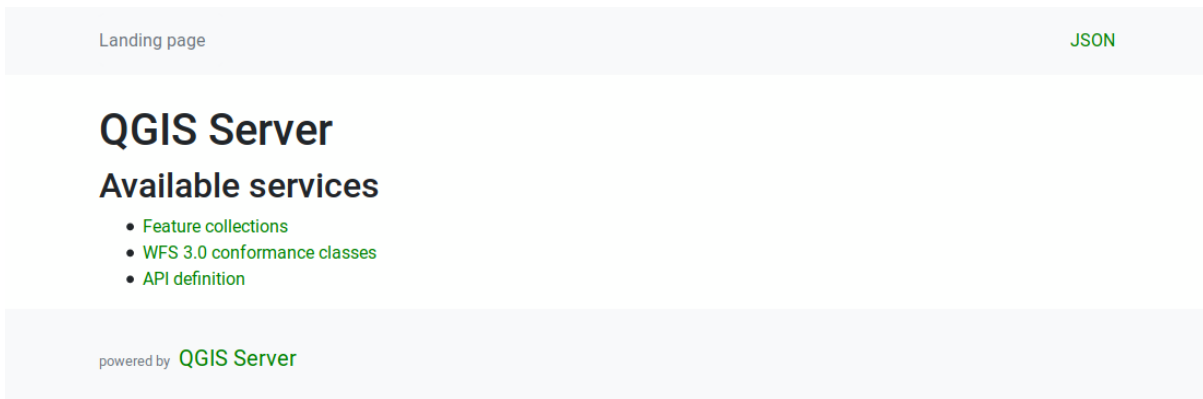 Landing page JSON
QGIS Server
Available services
Feature collections
WFS 3.0 conformance classes
API definition
powered by QGIS Server